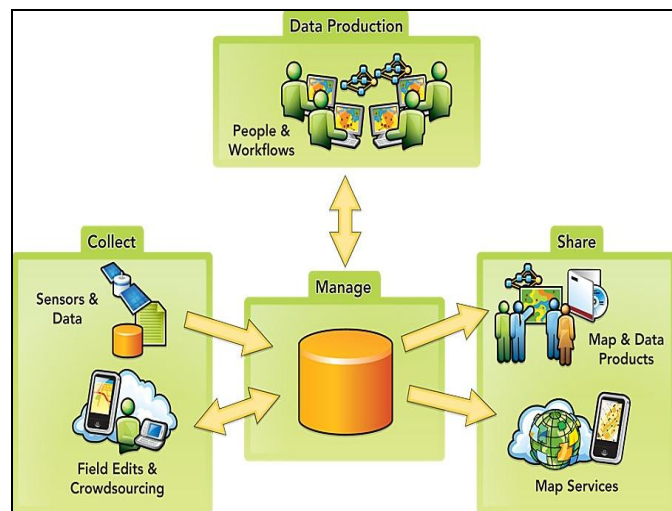 Data Production
People &
Workflows
Collect
Sensors &
Data
Field Edits &
Crowdsourcing
Manage
Share
Map & Data
Products
Map Services